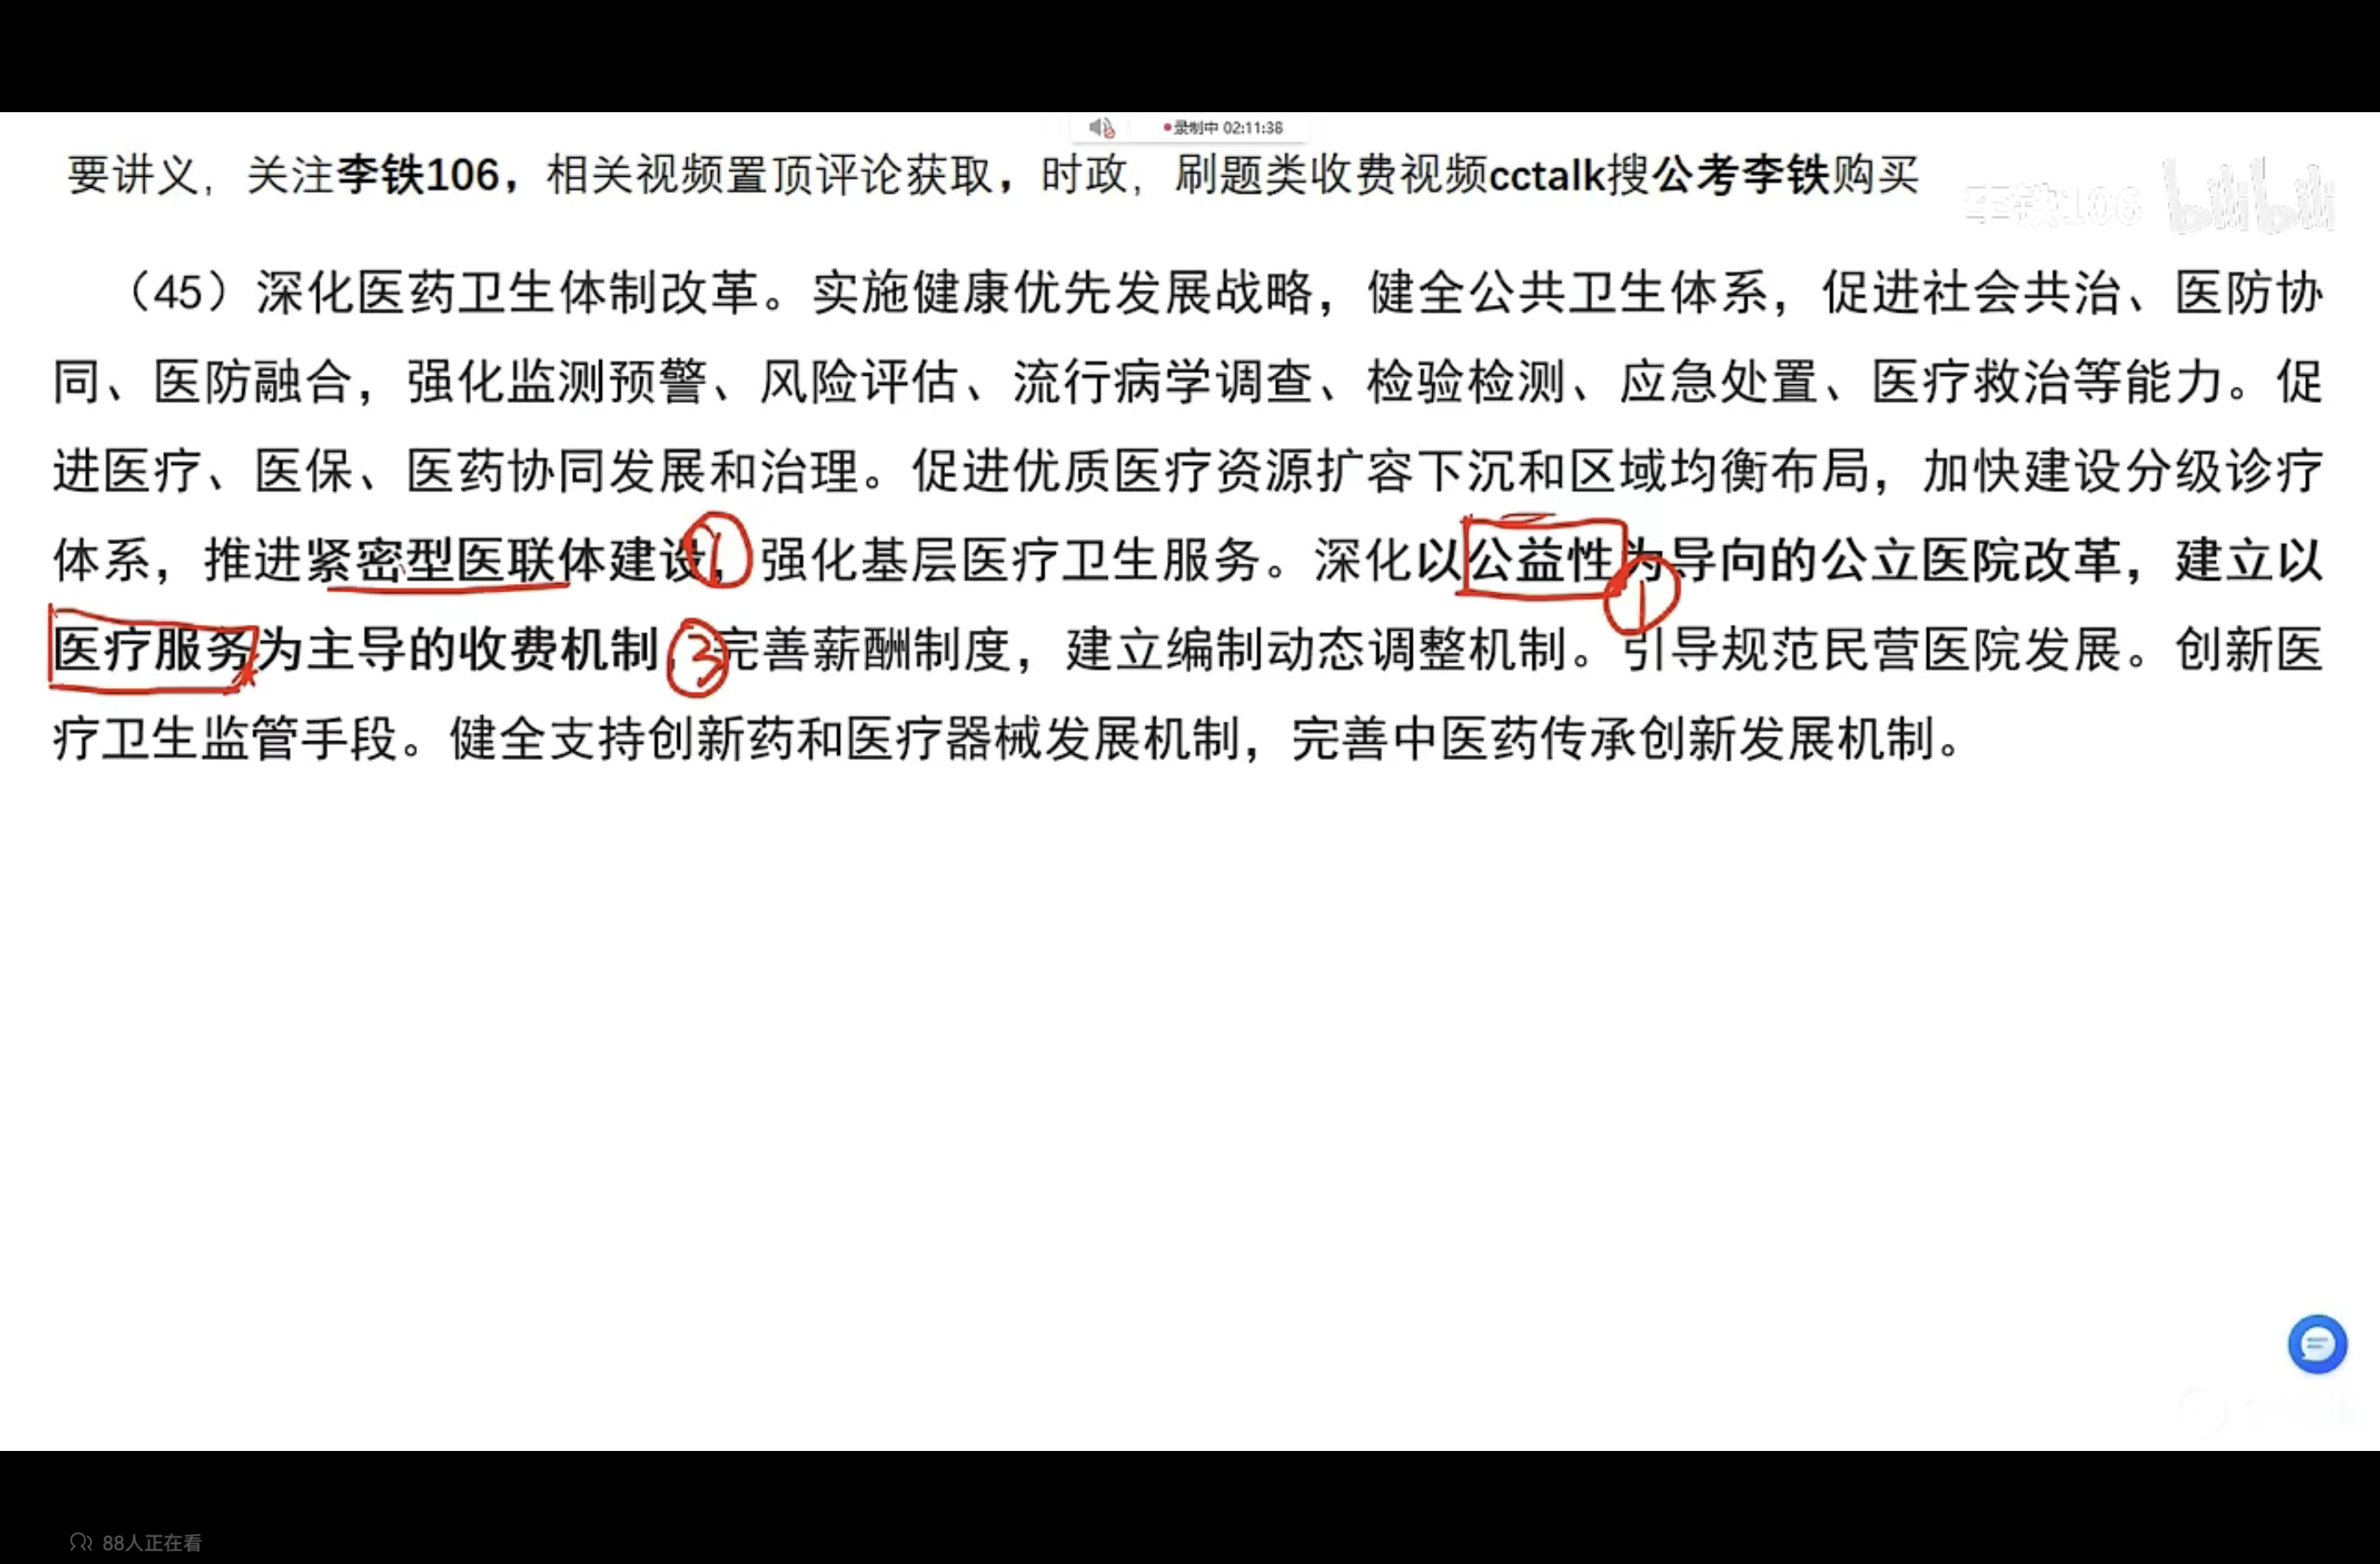 录制中 02:11:38
要讲义，关注李铁106，相关视频置顶评论获取，时政，刷题类收费视频cctalk搜公考李铁购买
李铁106 bilibili
（45）深化医药卫生体制改革。实施健康优先发展战略，健全公共卫生体系，促进社会共治、医防协
同、医防融合，强化监测预警、风险评估、流行病学调查、检验检测、应急处置、医疗救治等能力。促
进医疗、医保、医药协同发展和治理。促进优质医疗资源扩容下沉和区域均衡布局，加快建设分级诊疗
体系，推进紧密型医联体建设，①强化基层医疗卫生服务。深化以公益性为导向的公立医院改革，建立以
①
医疗服务为主导的收费机制，③完善薪酬制度，建立编制动态调整机制。引导规范民营医院发展。创新医
疗卫生监管手段。健全支持创新药和医疗器械发展机制，完善中医药传承创新发展机制。
88人正在看